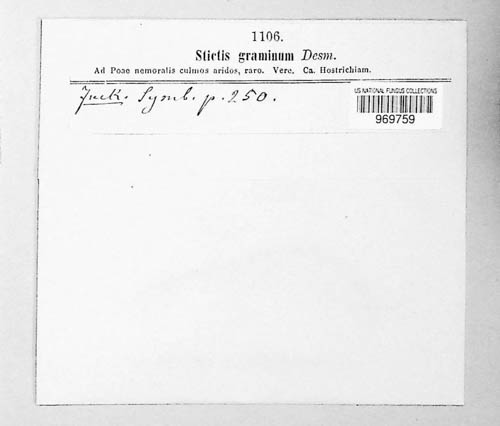 1106.
Stictis graminum Desm.
Ad Poae nemoralis culmos aridos, raro. Vere. Ca. Hostrichiam.
Fuck. Symb. p. 250.
US NATIONAL FUNGUS COLLECTIONS
969759